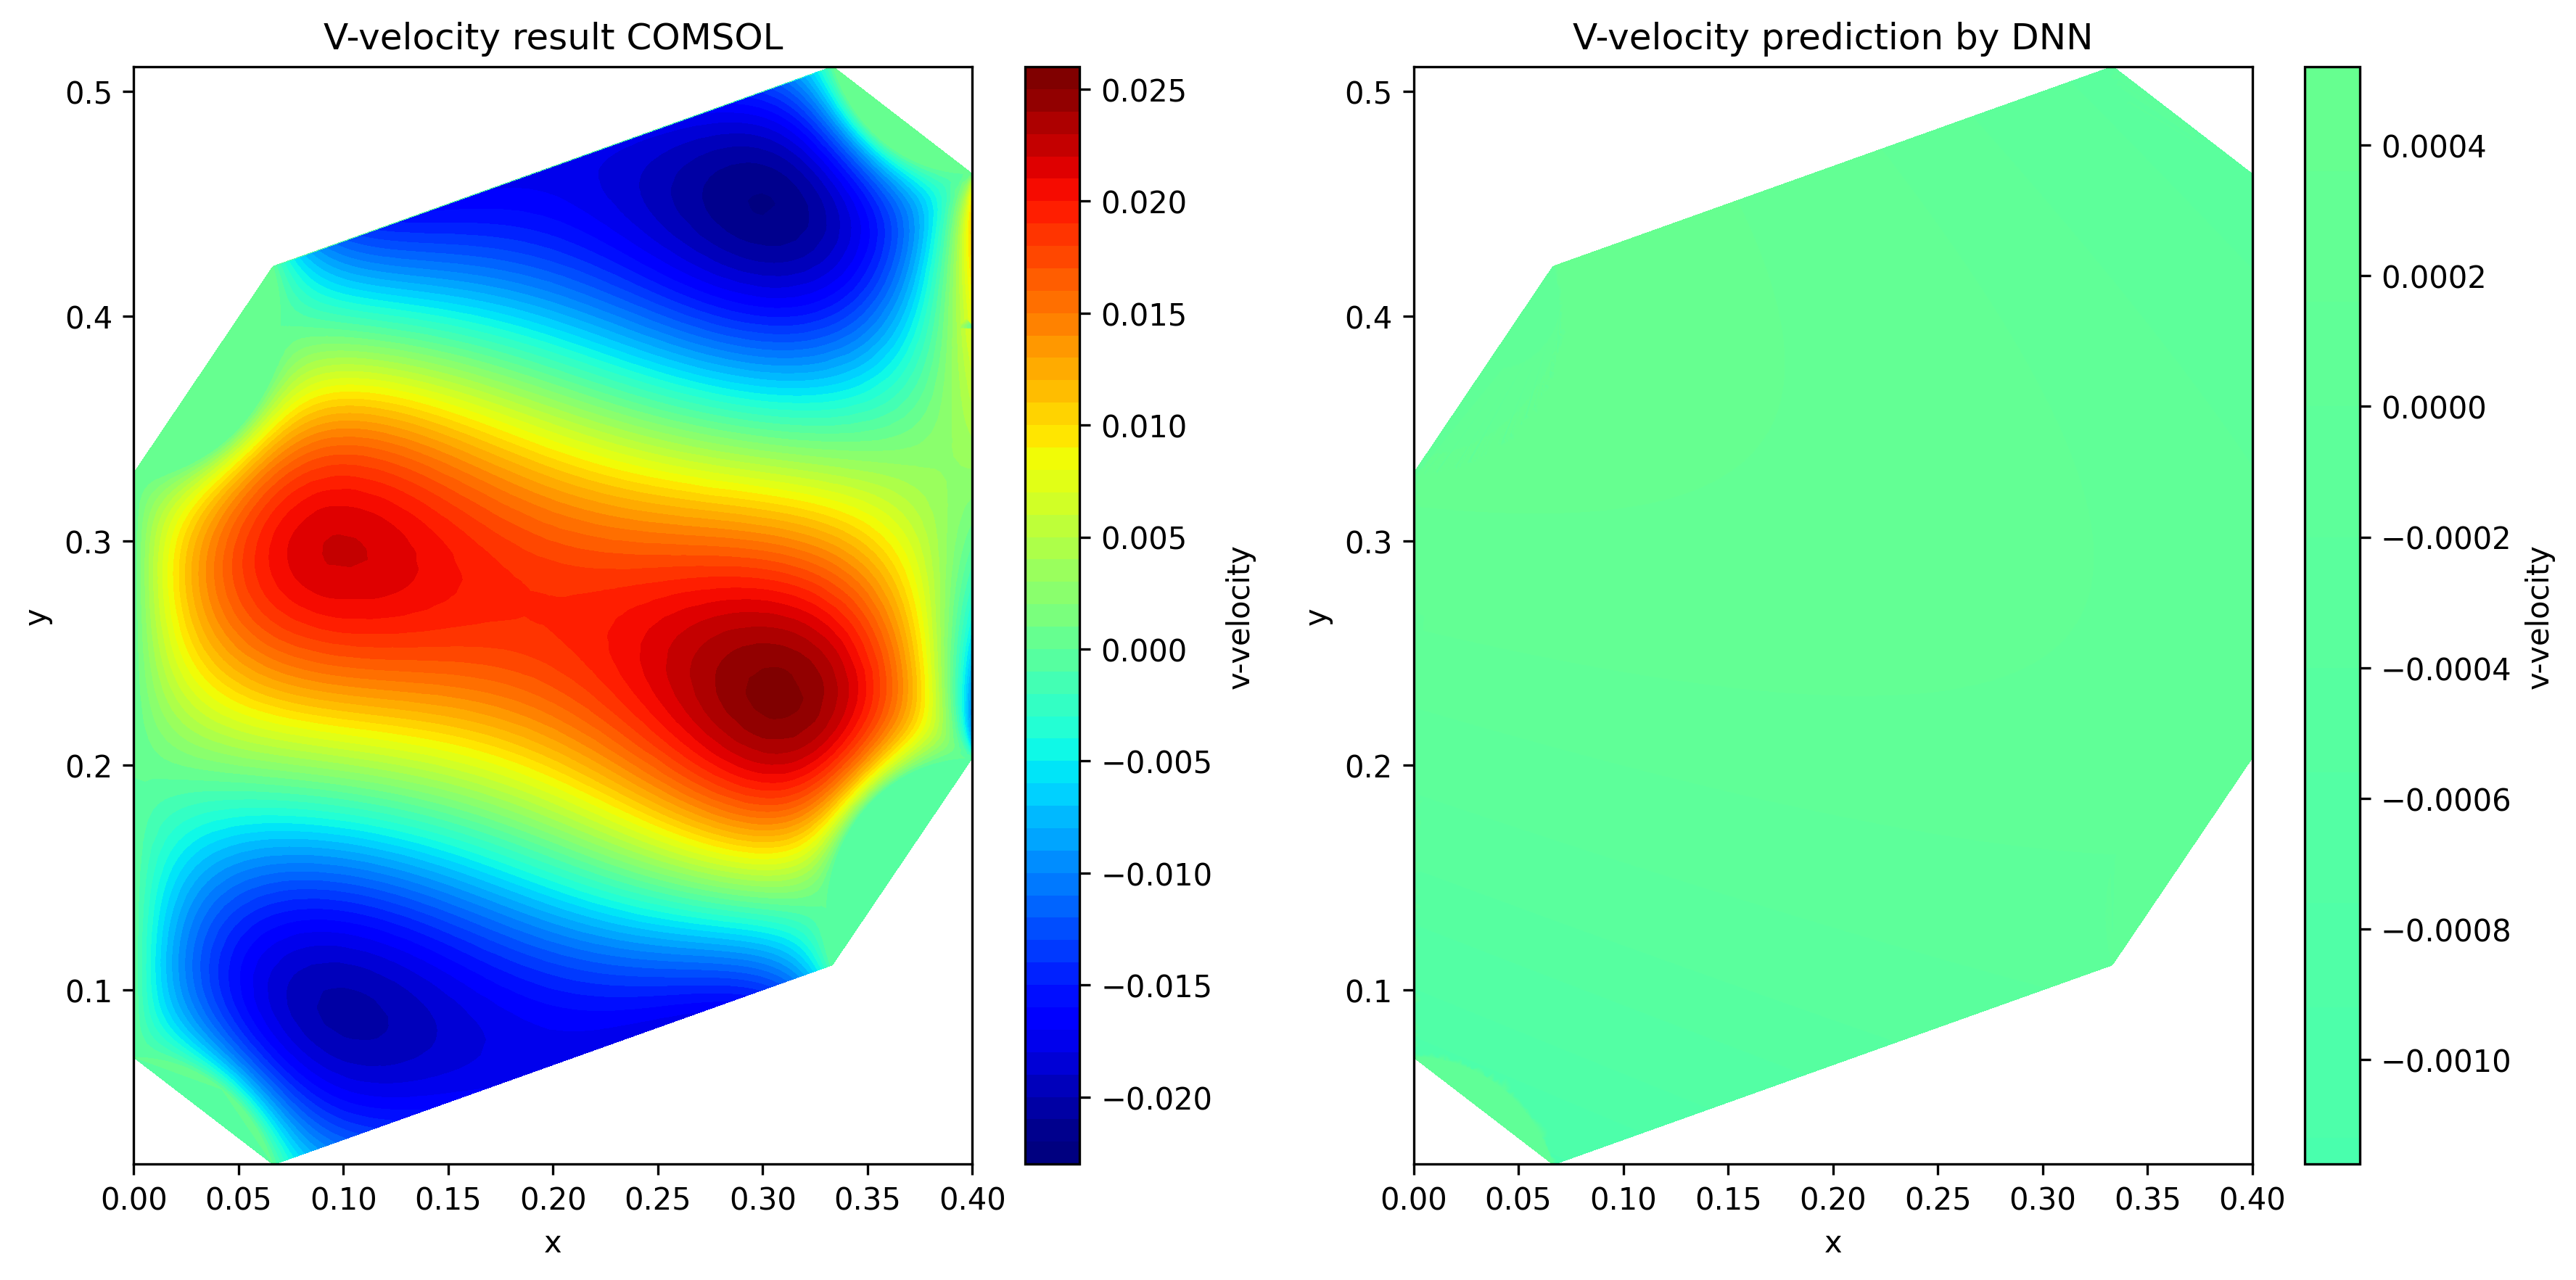 V-velocity result COMSOL
0.5
0.4
0.3
0.2
0.1
y
0.00 0.05 0.10 0.15 0.20 0.25 0.30 0.35 0.40
x
0.025
0.020
0.015
0.010
0.005
0.000
−0.005
−0.010
−0.015
−0.020
v-velocity
V-velocity prediction by DNN
0.5
0.4
0.3
0.2
0.1
y
0.00 0.05 0.10 0.15 0.20 0.25 0.30 0.35 0.40
x
0.0004
0.0002
0.0000
−0.0002
−0.0004
−0.0006
−0.0008
−0.0010
v-velocity